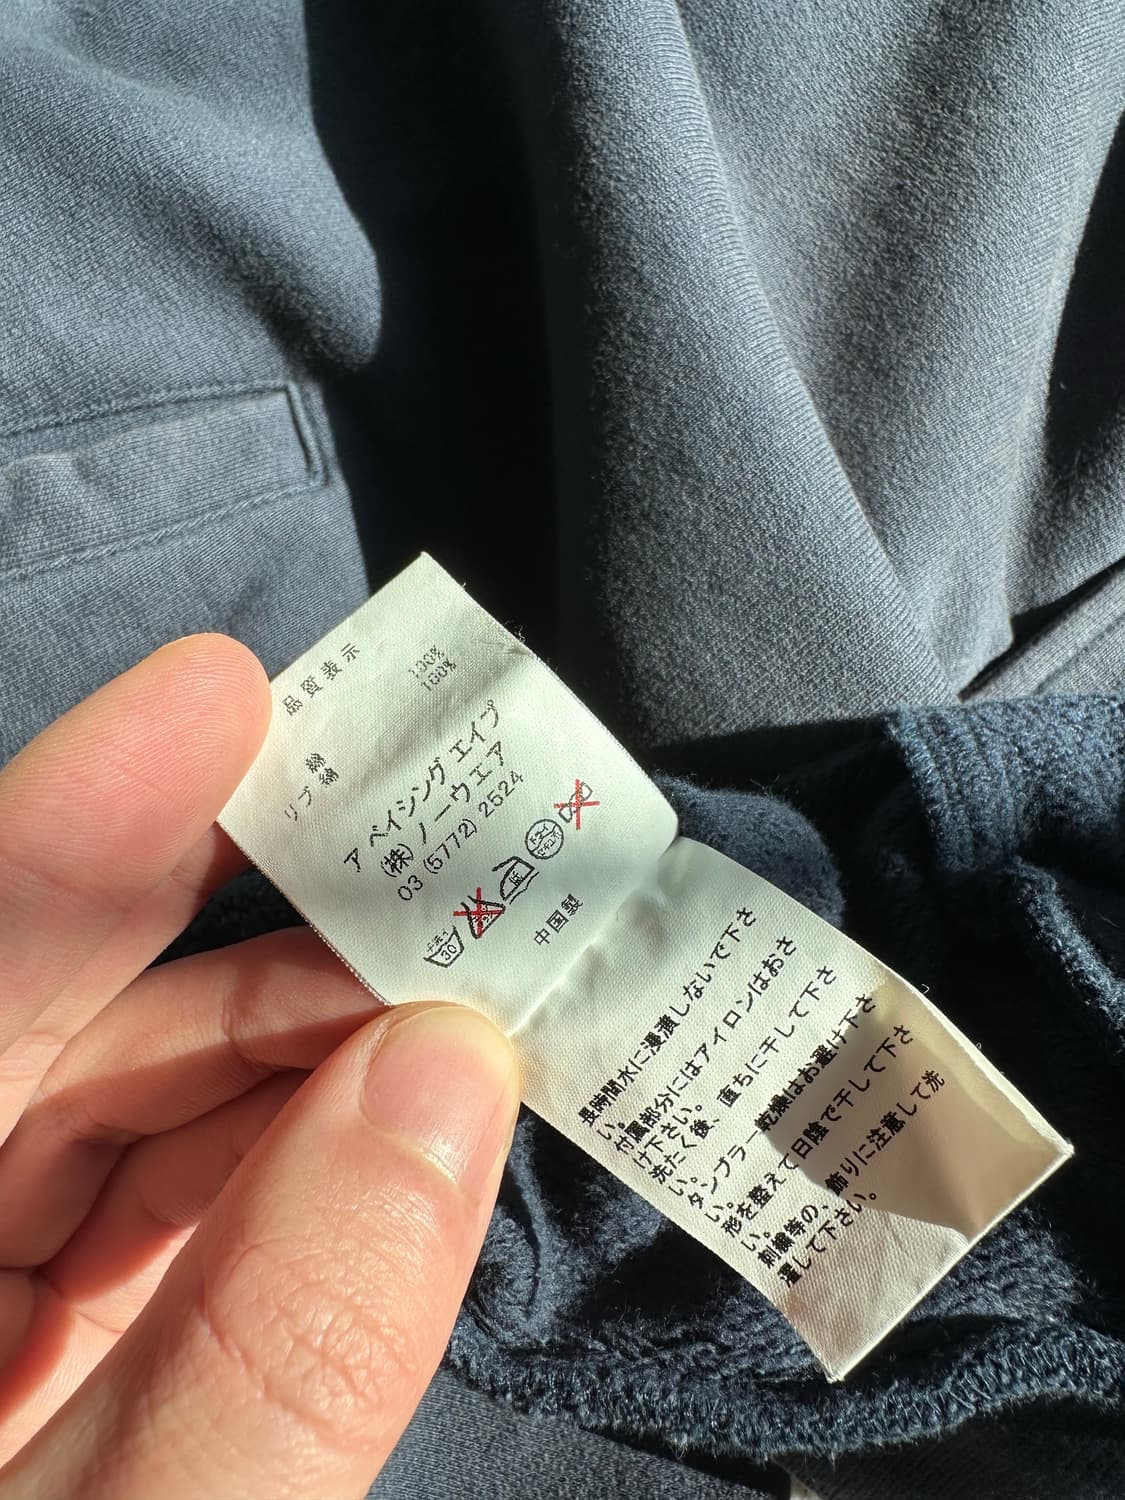 品質表示
綿 100%
リブ 綿 100%
ア ベイシング エイプ
(株) ノーウエア
03 (5772) 2524
手洗イ 30
中国製
長時間水に浸漬しないで下さ
い。
付属部分にはアイロンはおさ
け下さい。
洗たく後、直ちに干して下さ
い。
タンブラー乾燥はお避け下さ
い。
形を整えて日陰で干して下さ
い。
刺繍等の、飾りに注意して洗
濯して下さい。